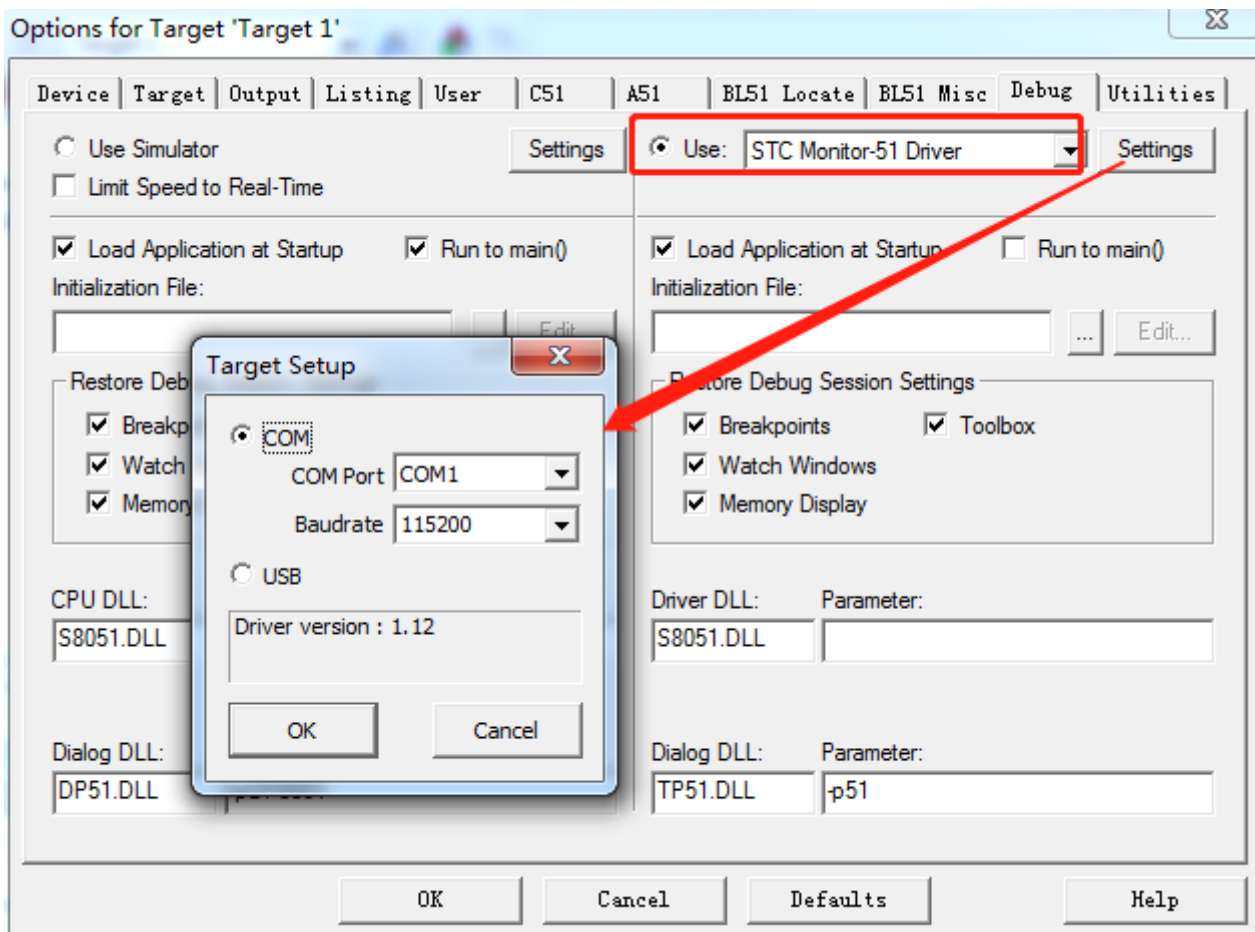 Options for Target 'Target 1'
Device Target Output Listing User C51 A51 BL51 Locate BL51 Misc Debug Utilities
Use Simulator Settings Use: STC Monitor-51 Driver Settings
Limit Speed to Real-Time
Load Application at Startup Run to main() Load Application at Startup Run to main()
Initialization File: Initialization File:
... Edit...
Target Setup
Restore Deb Restore Debug Session Settings
Breakp Breakpoints Toolbox
COM
Watch Watch Windows
COM Port COM1
Memory Memory Display
Baudrate 115200
USB
CPU DLL: Driver DLL: Parameter:
Driver version : 1.12
S8051.DLL S8051.DLL
OK Cancel
Dialog DLL: Dialog DLL: Parameter:
DP51.DLL TP51.DLL -p51
OK Cancel Defaults Help